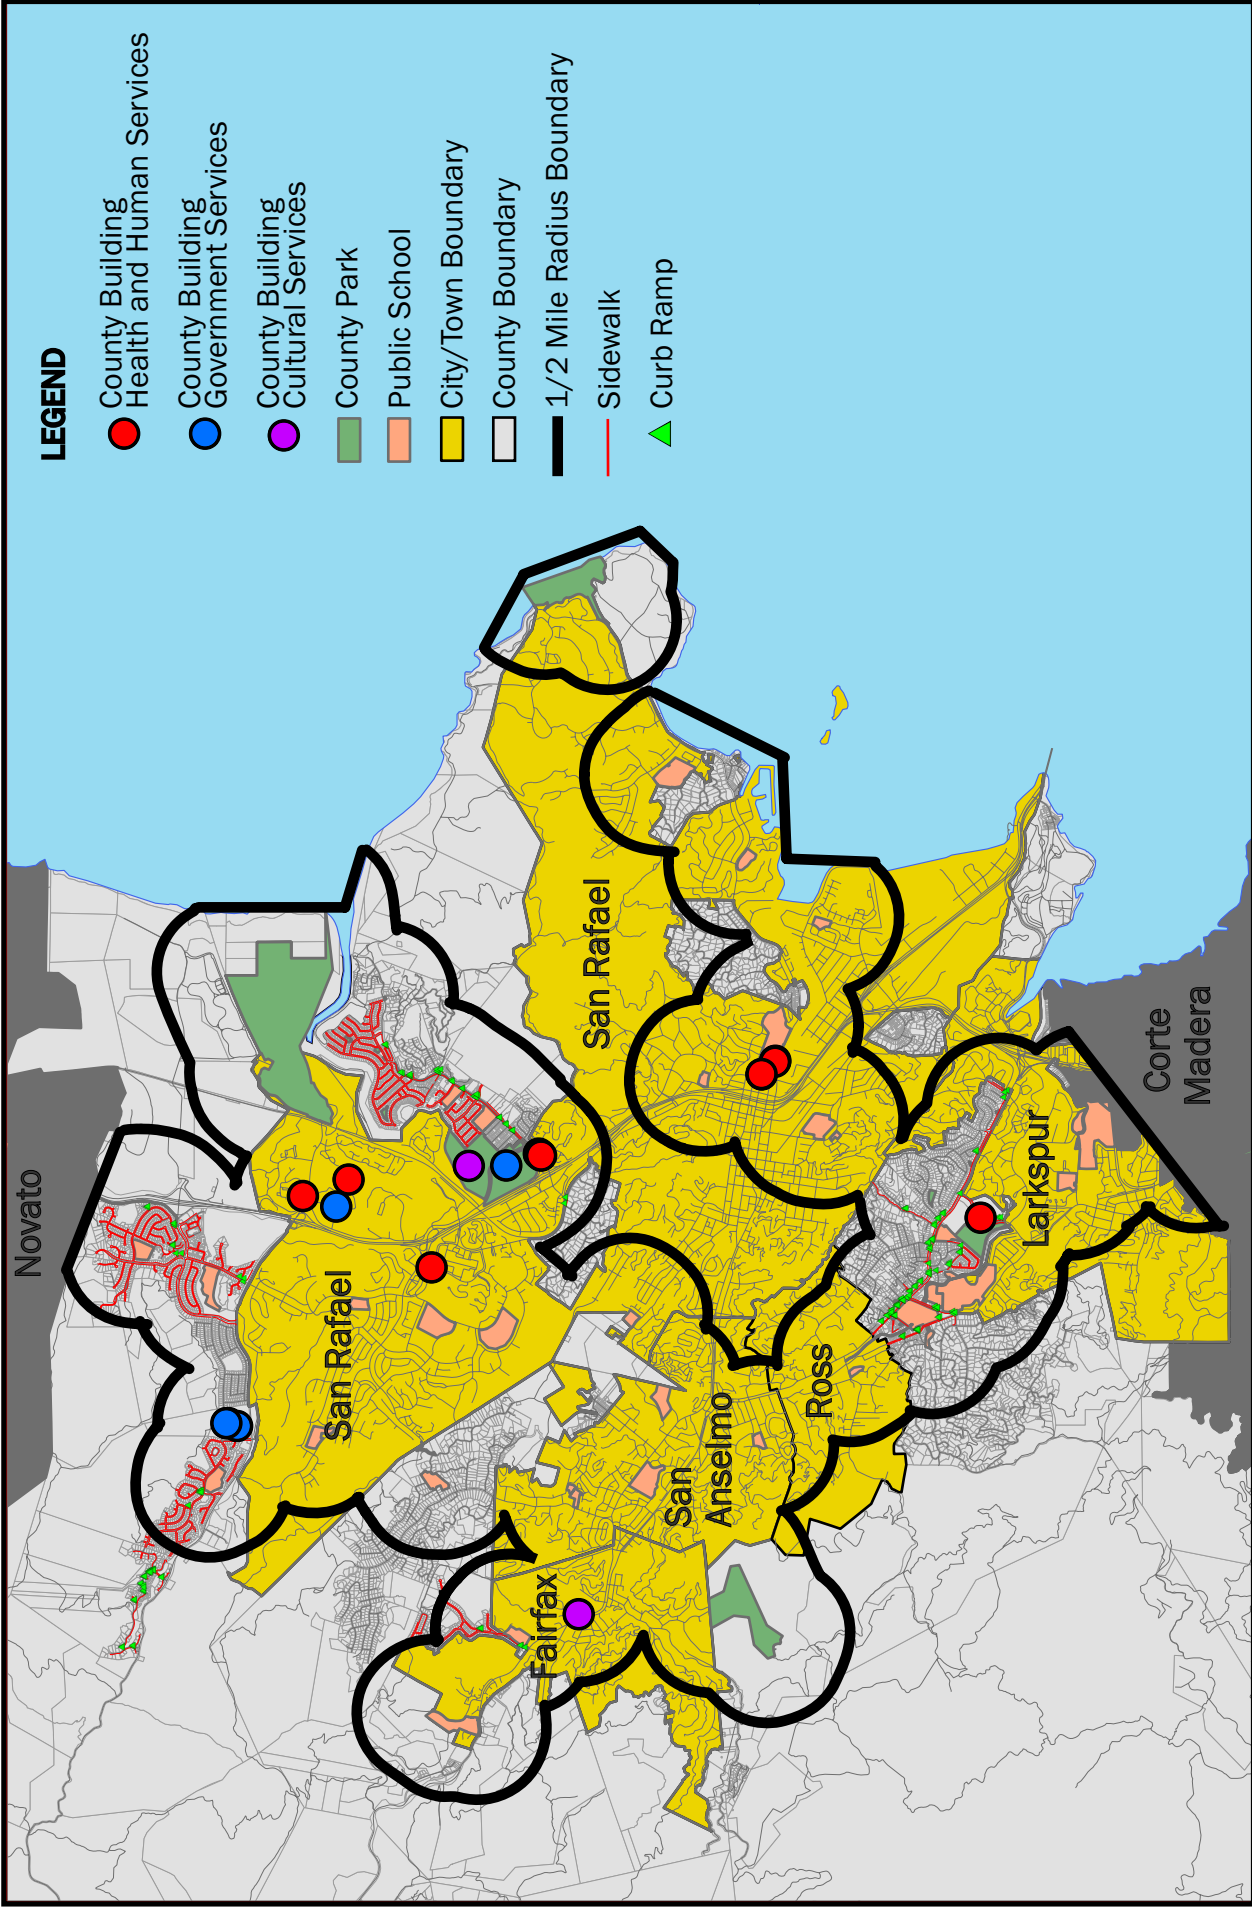 LEGEND
County Building
Health and Human Services
County Building
Government Services
County Building
Cultural Services
County Park
Public School
City/Town Boundary
County Boundary
1/2 Mile Radius Boundary
Sidewalk
Curb Ramp
Novato
San Rafael
San Rafael
Fairfax
San
Anselmo
Ross
Larkspur
Corte
Madera